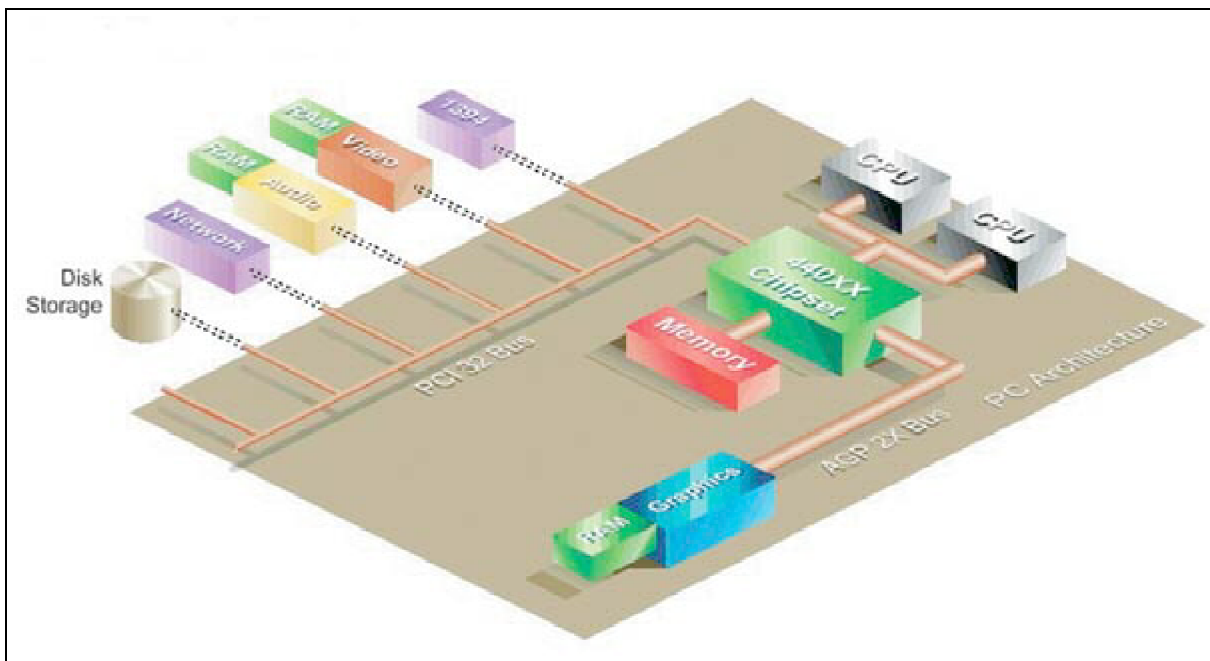 1394
RAM
Video
RAM
Audio
Network
Disk
Storage
CPU
CPU
440XX
Chipset
Memory
PCI 32 Bus
PC Architecture
AGP 2X Bus
Graphics
RAM